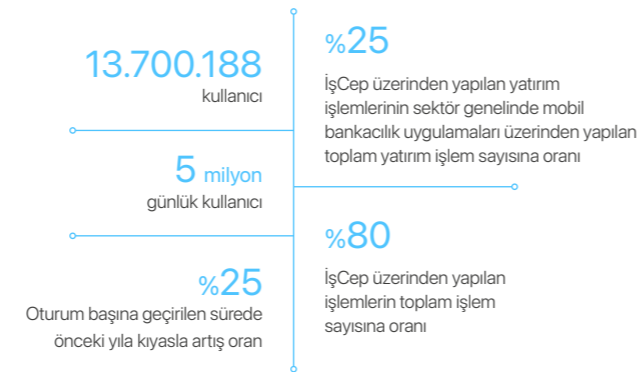 13.700.188
kullanıcı
5 milyon
günlük kullanıcı
%25
Oturum başına geçirilen sürede
önceki yıla kıyasla artış oran
%25
İşCep üzerinden yapılan yatırım
işlemlerinin sektör genelinde mobil
bankacılık uygulamaları üzerinden yapılan
toplam yatırım işlem sayısına oranı
%80
İşCep üzerinden yapılan
işlemlerin toplam işlem
sayısına oranı